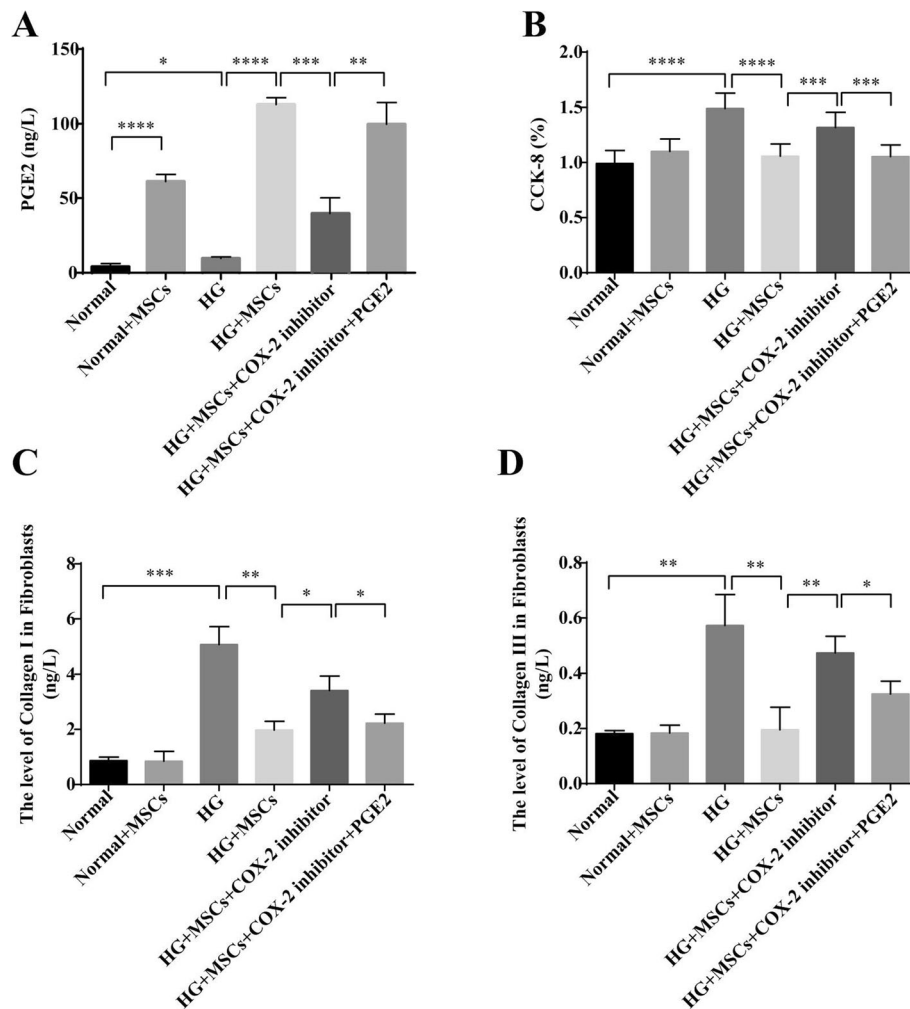 A
PGE2 (ng/L)
150
100
50
0
* **** *** **
****
Normal
Normal+MSCs
HG
HG+MSCs
HG+MSCs+COX-2 inhibitor
HG+MSCs+COX-2 inhibitor+PGE2
B
CCK-8 (%)
2.0
1.5
1.0
0.5
0.0
**** **** *** ***
Normal
Normal+MSCs
HG
HG+MSCs
HG+MSCs+COX-2 inhibitor
HG+MSCs+COX-2 inhibitor+PGE2
C
The level of Collagen I in Fibroblasts
(ng/L)
8
6
4
2
0
*** ** * *
Normal
Normal+MSCs
HG
HG+MSCs
HG+MSCs+COX-2 inhibitor
HG+MSCs+COX-2 inhibitor+PGE2
D
The level of Collagen III in Fibroblasts
(ng/L)
0.8
0.6
0.4
0.2
0.0
** ** ** *
Normal
Normal+MSCs
HG
HG+MSCs
HG+MSCs+COX-2 inhibitor
HG+MSCs+COX-2 inhibitor+PGE2